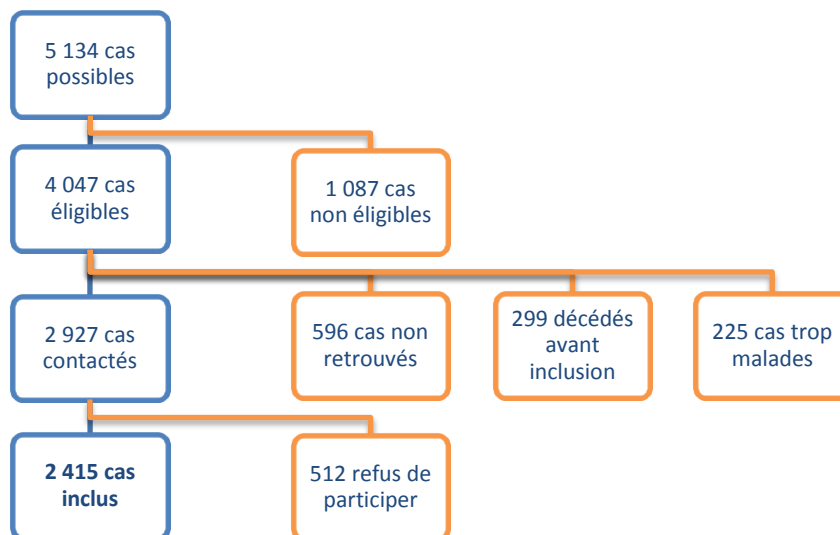 5 134 cas
possibles
4 047 cas
éligibles
1 087 cas
non éligibles
2 927 cas
contactés
596 cas non
retrouvés
299 décédés
avant
inclusion
225 cas trop
malades
2 415 cas
inclus
512 refus de
participer